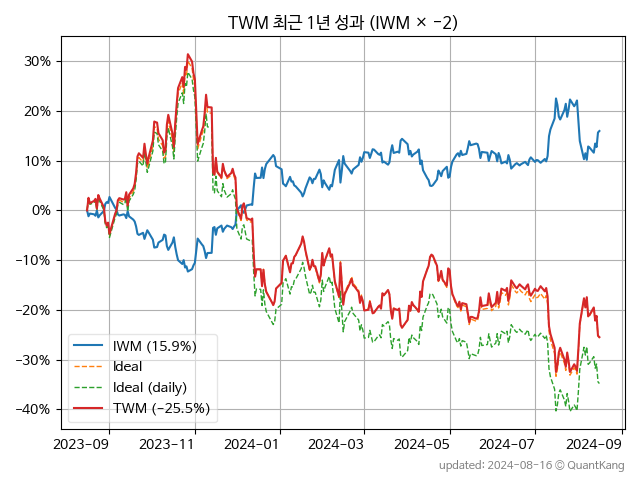 TWM 최근 1년 성과 (IWM × −2)
30%
20%
10%
0%
−10%
−20%
−30%
−40%
IWM (15.9%)
Ideal
Ideal (daily)
TWM (−25.5%)
2023−09
2023−11
2024−01
2024−03
2024−05
2024−07
2024−09
updated: 2024−08−16 © QuantKang